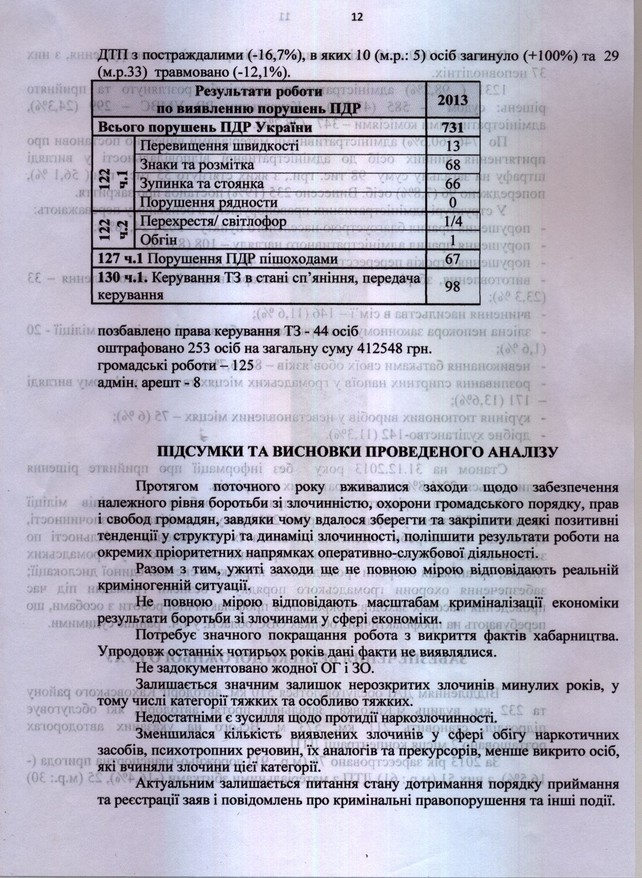 12
ДТП з постраждалими (-16,7%), в яких 10 (м.р.: 5) осіб загинуло (+100%) та 29
(м.р.33) травмовано (-12,1%).
Результати роботи
по виявленню порушень ПДР
2013
Всього порушень ПДР України 731
122 ч.1
Перевищення швидкості 13
Знаки та розмітка 68
Зупинка та стоянка 66
Порушення рядности 0
122 ч.2
Перехрестя/ світлофор 1/4
Обгін 1
127 ч.1 Порушення ПДР пішоходами 67
130 ч.1. Керування ТЗ в стані сп’яніння, передача
керування 98
позбавлено права керування ТЗ - 44 осіб
оштрафовано 253 осіб на загальну суму 412548 грн.
громадські роботи – 125
адмін. арешт - 8
ПІДСУМКИ ТА ВИСНОВКИ ПРОВЕДЕНОГО АНАЛІЗУ
Протягом поточного року вживалися заходи щодо забезпечення
належного рівня боротьби зі злочинністю, охорони громадського порядку, прав
і свобод громадян, завдяки чому вдалося зберегти та закріпити деякі позитивні
тенденції у структурі та динаміці злочинності, поліпшити результати роботи на
окремих пріоритетних напрямках оперативно-службової діяльності.
Разом з тим, ужиті заходи ще не повною мірою відповідають реальній
криміногенній ситуації.
Не повною мірою відповідають масштабам криміналізації економіки
результати боротьби зі злочинами у сфері економіки.
Потребує значного покращання робота з викриття фактів хабарництва.
Упродовж останніх чотирьох років дані факти не виявлялися.
Не задокументовано жодної ОГ і ЗО.
Залишається значним залишок нерозкритих злочинів минулих років, у
тому числі категорії тяжких та особливо тяжких.
Недостатніми є зусилля щодо протидії наркозлочинності.
Зменшилася кількість виявлених злочинів у сфері обігу наркотичних
засобів, психотропних речовин, їх аналогів та прекурсорів, менше викрито осіб,
які вчиняли злочини цієї категорії.
Актуальним залишається питання стану дотримання порядку приймання
та реєстрації заяв і повідомлень про кримінальні правопорушення та інші події.